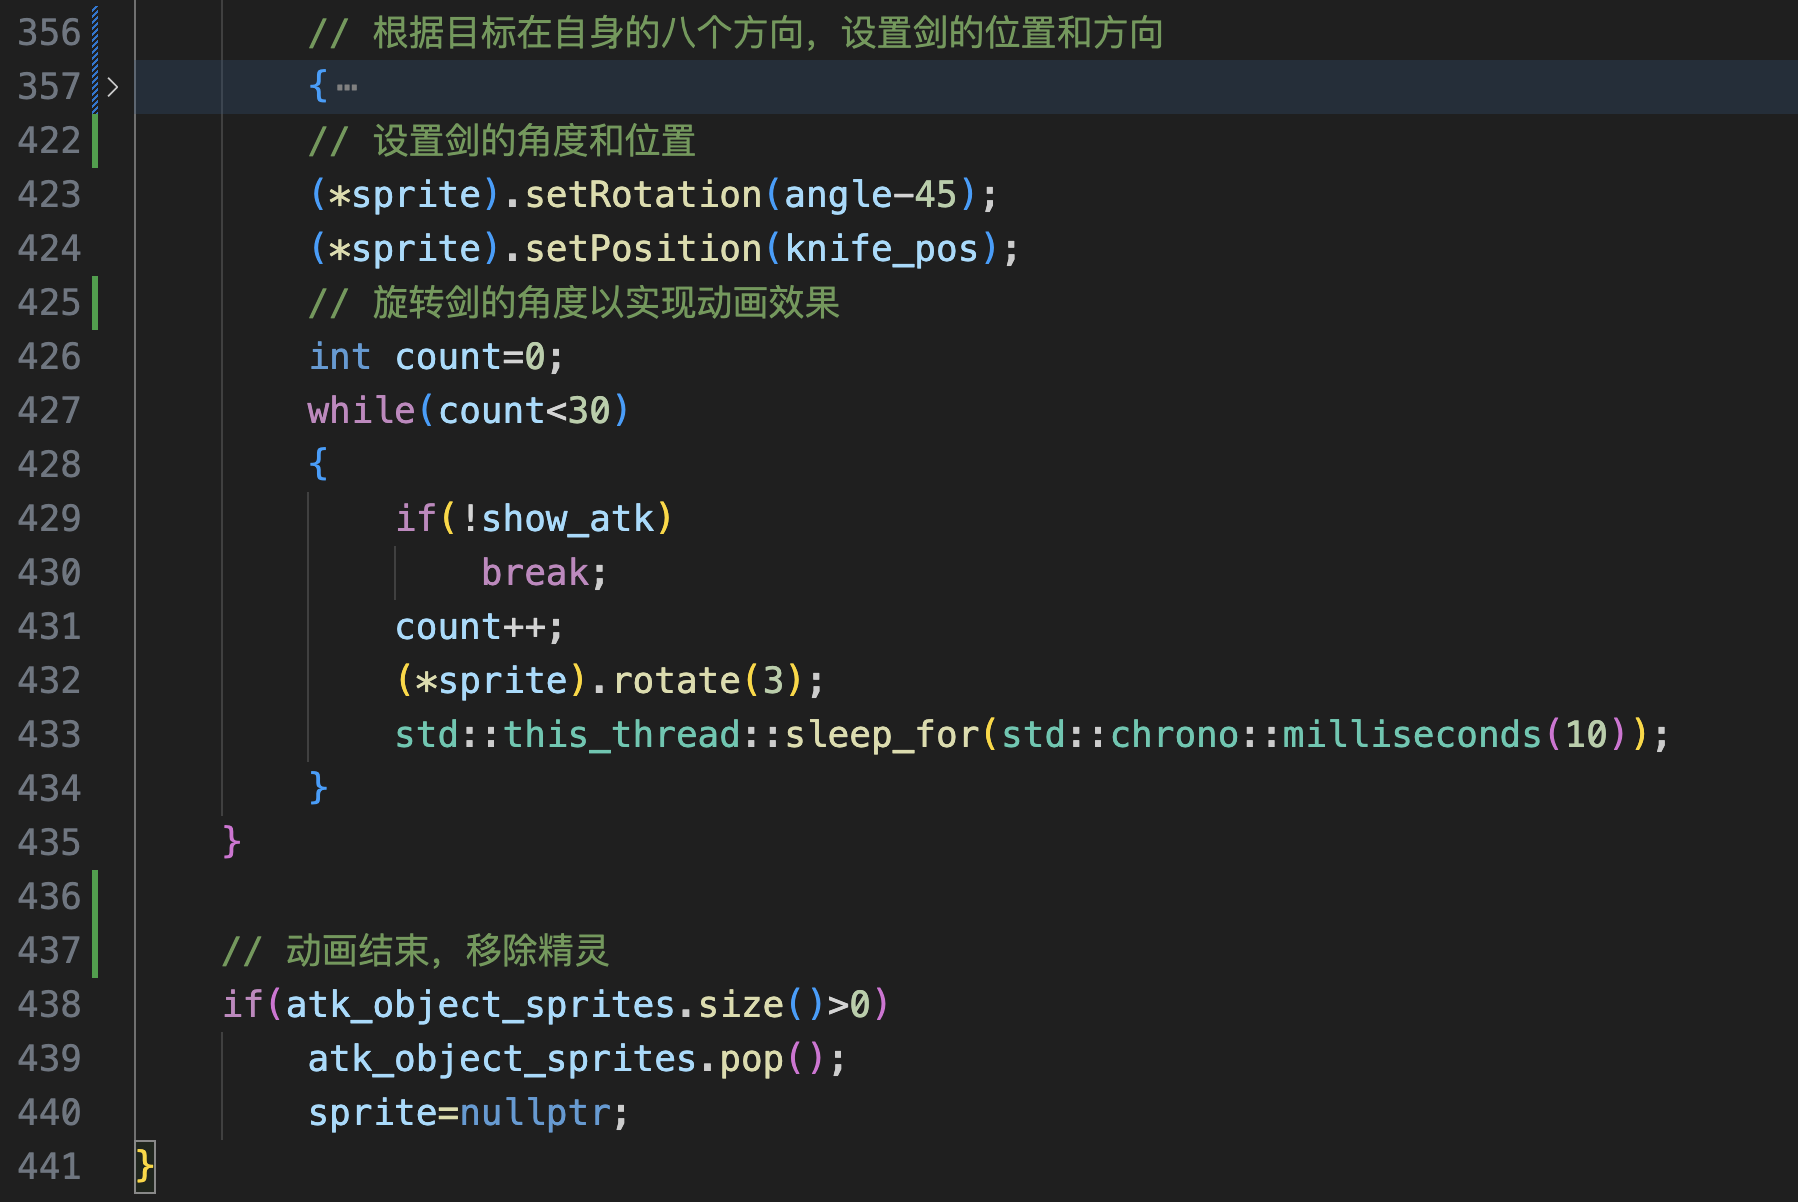 356 // 根据目标在自身的八个方向，设置剑的位置和方向
357 > { ⋯
422 // 设置剑的角度和位置
423 (*sprite).setRotation(angle-45);
424 (*sprite).setPosition(knife_pos);
425 // 旋转剑的角度以实现动画效果
426 int count=0;
427 while(count<30)
428 {
429 if(!show_atk)
430 break;
431 count++;
432 (*sprite).rotate(3);
433 std::this_thread::sleep_for(std::chrono::milliseconds(10));
434 }
435 }
436
437 // 动画结束，移除精灵
438 if(atk_object_sprites.size()>0)
439 atk_object_sprites.pop();
440 sprite=nullptr;
441 }